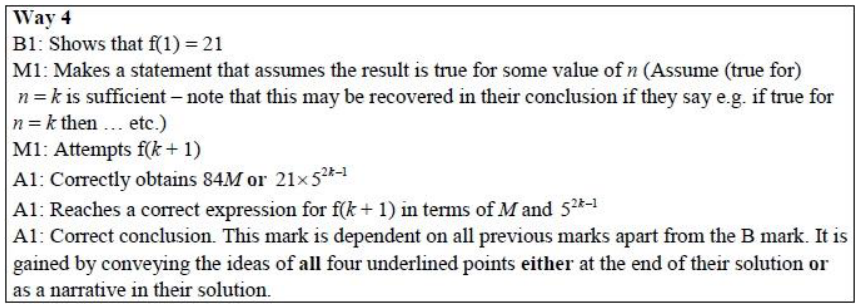 Way 4
B1: Shows that f(1) = 21
M1: Makes a statement that assumes the result is true for some value of n (Assume (true for)
n = k is sufficient – note that this may be recovered in their conclusion if they say e.g. if true for
n = k then … etc.)
M1: Attempts f(k + 1)
A1: Correctly obtains 84M or 21×5²ᵏ⁻¹
A1: Reaches a correct expression for f(k + 1) in terms of M and 5²ᵏ⁻¹
A1: Correct conclusion. This mark is dependent on all previous marks apart from the B mark. It is
gained by conveying the ideas of all four underlined points either at the end of their solution or
as a narrative in their solution.